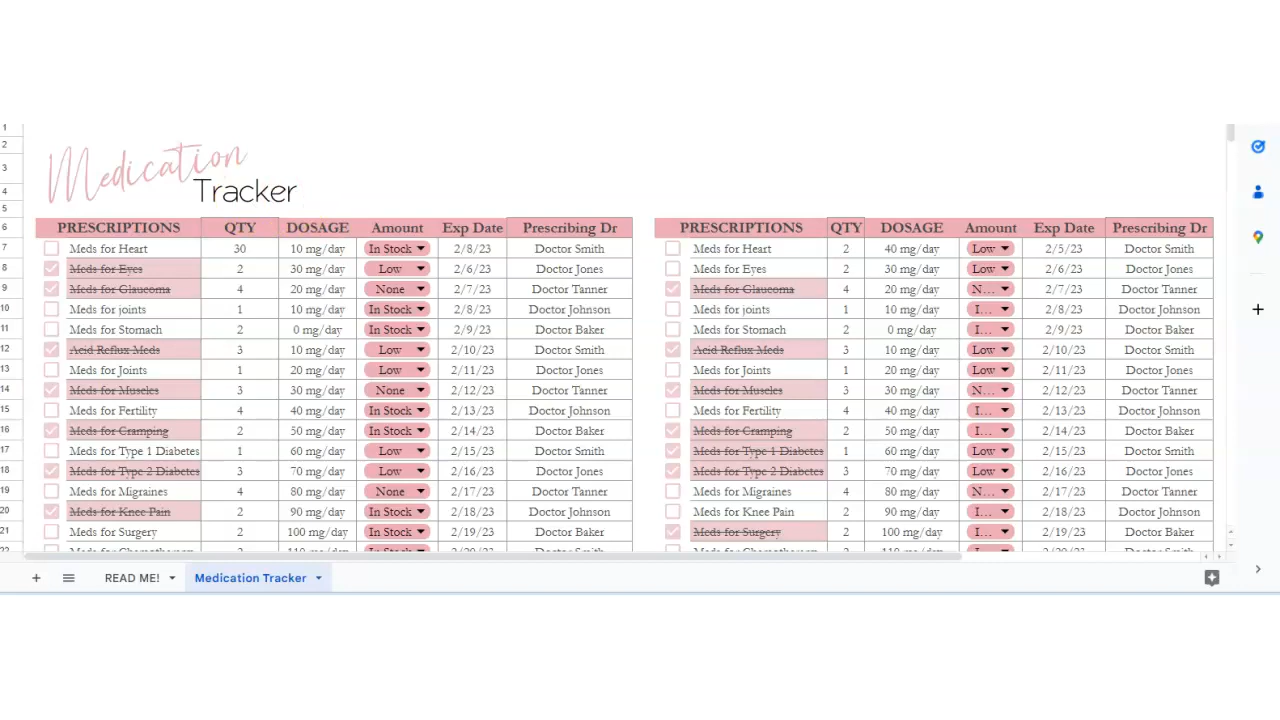 1
2
3
Medication
4
Tracker
5
6 PRESCRIPTIONS QTY DOSAGE Amount Exp Date Prescribing Dr PRESCRIPTIONS QTY DOSAGE Amount Exp Date Prescribing Dr
7 Meds for Heart 30 10 mg/day In Stock 2/8/23 Doctor Smith Meds for Heart 2 40 mg/day Low 2/5/23 Doctor Smith
8 Meds for Eyes 2 30 mg/day Low 2/6/23 Doctor Jones Meds for Eyes 2 30 mg/day Low 2/6/23 Doctor Jones
9 Meds for Glaucoma 4 20 mg/day None 2/7/23 Doctor Tanner Meds for Glaucoma 4 20 mg/day N... 2/7/23 Doctor Tanner
10 Meds for joints 1 10 mg/day In Stock 2/8/23 Doctor Johnson Meds for joints 1 10 mg/day I... 2/8/23 Doctor Johnson
11 Meds for Stomach 2 0 mg/day In Stock 2/9/23 Doctor Baker Meds for Stomach 2 0 mg/day I... 2/9/23 Doctor Baker
12 Acid Reflux Meds 3 10 mg/day Low 2/10/23 Doctor Smith Acid Reflux Meds 3 10 mg/day Low 2/10/23 Doctor Smith
13 Meds for Joints 1 20 mg/day Low 2/11/23 Doctor Jones Meds for Joints 1 20 mg/day Low 2/11/23 Doctor Jones
14 Meds for Muscles 3 30 mg/day None 2/12/23 Doctor Tanner Meds for Muscles 3 30 mg/day N... 2/12/23 Doctor Tanner
15 Meds for Fertility 4 40 mg/day In Stock 2/13/23 Doctor Johnson Meds for Fertility 4 40 mg/day I... 2/13/23 Doctor Johnson
16 Meds for Cramping 2 50 mg/day In Stock 2/14/23 Doctor Baker Meds for Cramping 2 50 mg/day I... 2/14/23 Doctor Baker
17 Meds for Type 1 Diabetes 1 60 mg/day Low 2/15/23 Doctor Smith Meds for Type 1 Diabetes 1 60 mg/day Low 2/15/23 Doctor Smith
18 Meds for Type 2 Diabetes 3 70 mg/day Low 2/16/23 Doctor Jones Meds for Type 2 Diabetes 3 70 mg/day Low 2/16/23 Doctor Jones
19 Meds for Migraines 4 80 mg/day None 2/17/23 Doctor Tanner Meds for Migraines 4 80 mg/day N... 2/17/23 Doctor Tanner
20 Meds for Knee Pain 2 90 mg/day In Stock 2/18/23 Doctor Johnson Meds for Knee Pain 2 90 mg/day I... 2/18/23 Doctor Johnson
21 Meds for Surgery 2 100 mg/day In Stock 2/19/23 Doctor Baker Meds for Surgery 2 100 mg/day I... 2/19/23 Doctor Baker
READ ME! Medication Tracker